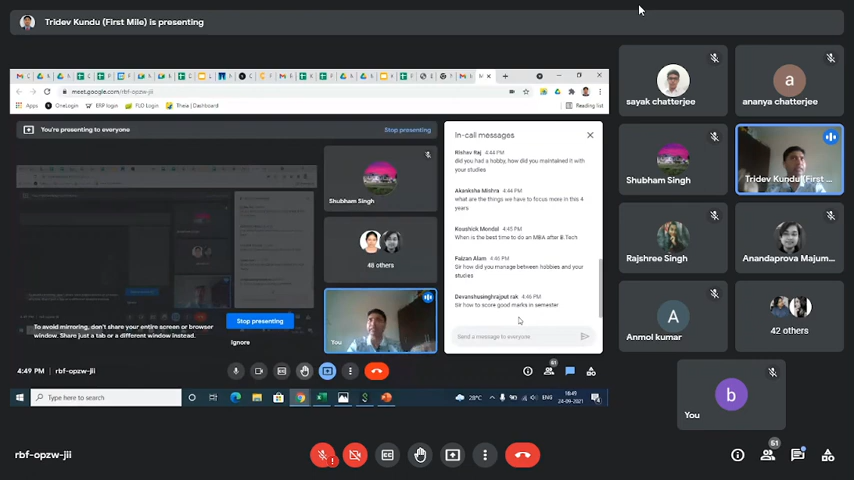 Tridev Kundu (First Mile) is presenting
meet.google.com/rbf-opzw-jii
Apps
OneLogin
ERP login
FLO Login
Theia | Dashboard
Reading list
You're presenting to everyone
Stop presenting
In-call messages
Rishav Raj 4:44 PM
did you had a hobby, how did you maintained it with
your studies
Akanksha Mishra 4:44 PM
what are the things we have to focus more in this 4
years
Koushick Mondal 4:45 PM
When is the best time to do an MBA after B.Tech
Faizan Alam 4:46 PM
Sir how did you manage between hobbies and your
studies
Devanshusinghrajput rak 4:46 PM
Sir how to score good marks in semester
Send a message to everyone
Shubham Singh
48 others
You
To avoid mirroring, don't share your entire screen or browser
window. Share just a tab or a different window instead.
Stop presenting
Ignore
4:49 PM
rbf-opzw-jii
61
Type here to search
28°C
18:49
24-09-2021
sayak chatterjee
a
ananya chatterjee
Shubham Singh
Tridev Kundu (First ...
Rajshree Singh
Anandaprova Majum...
A
Anmol kumar
42 others
b
You
rbf-opzw-jii
51